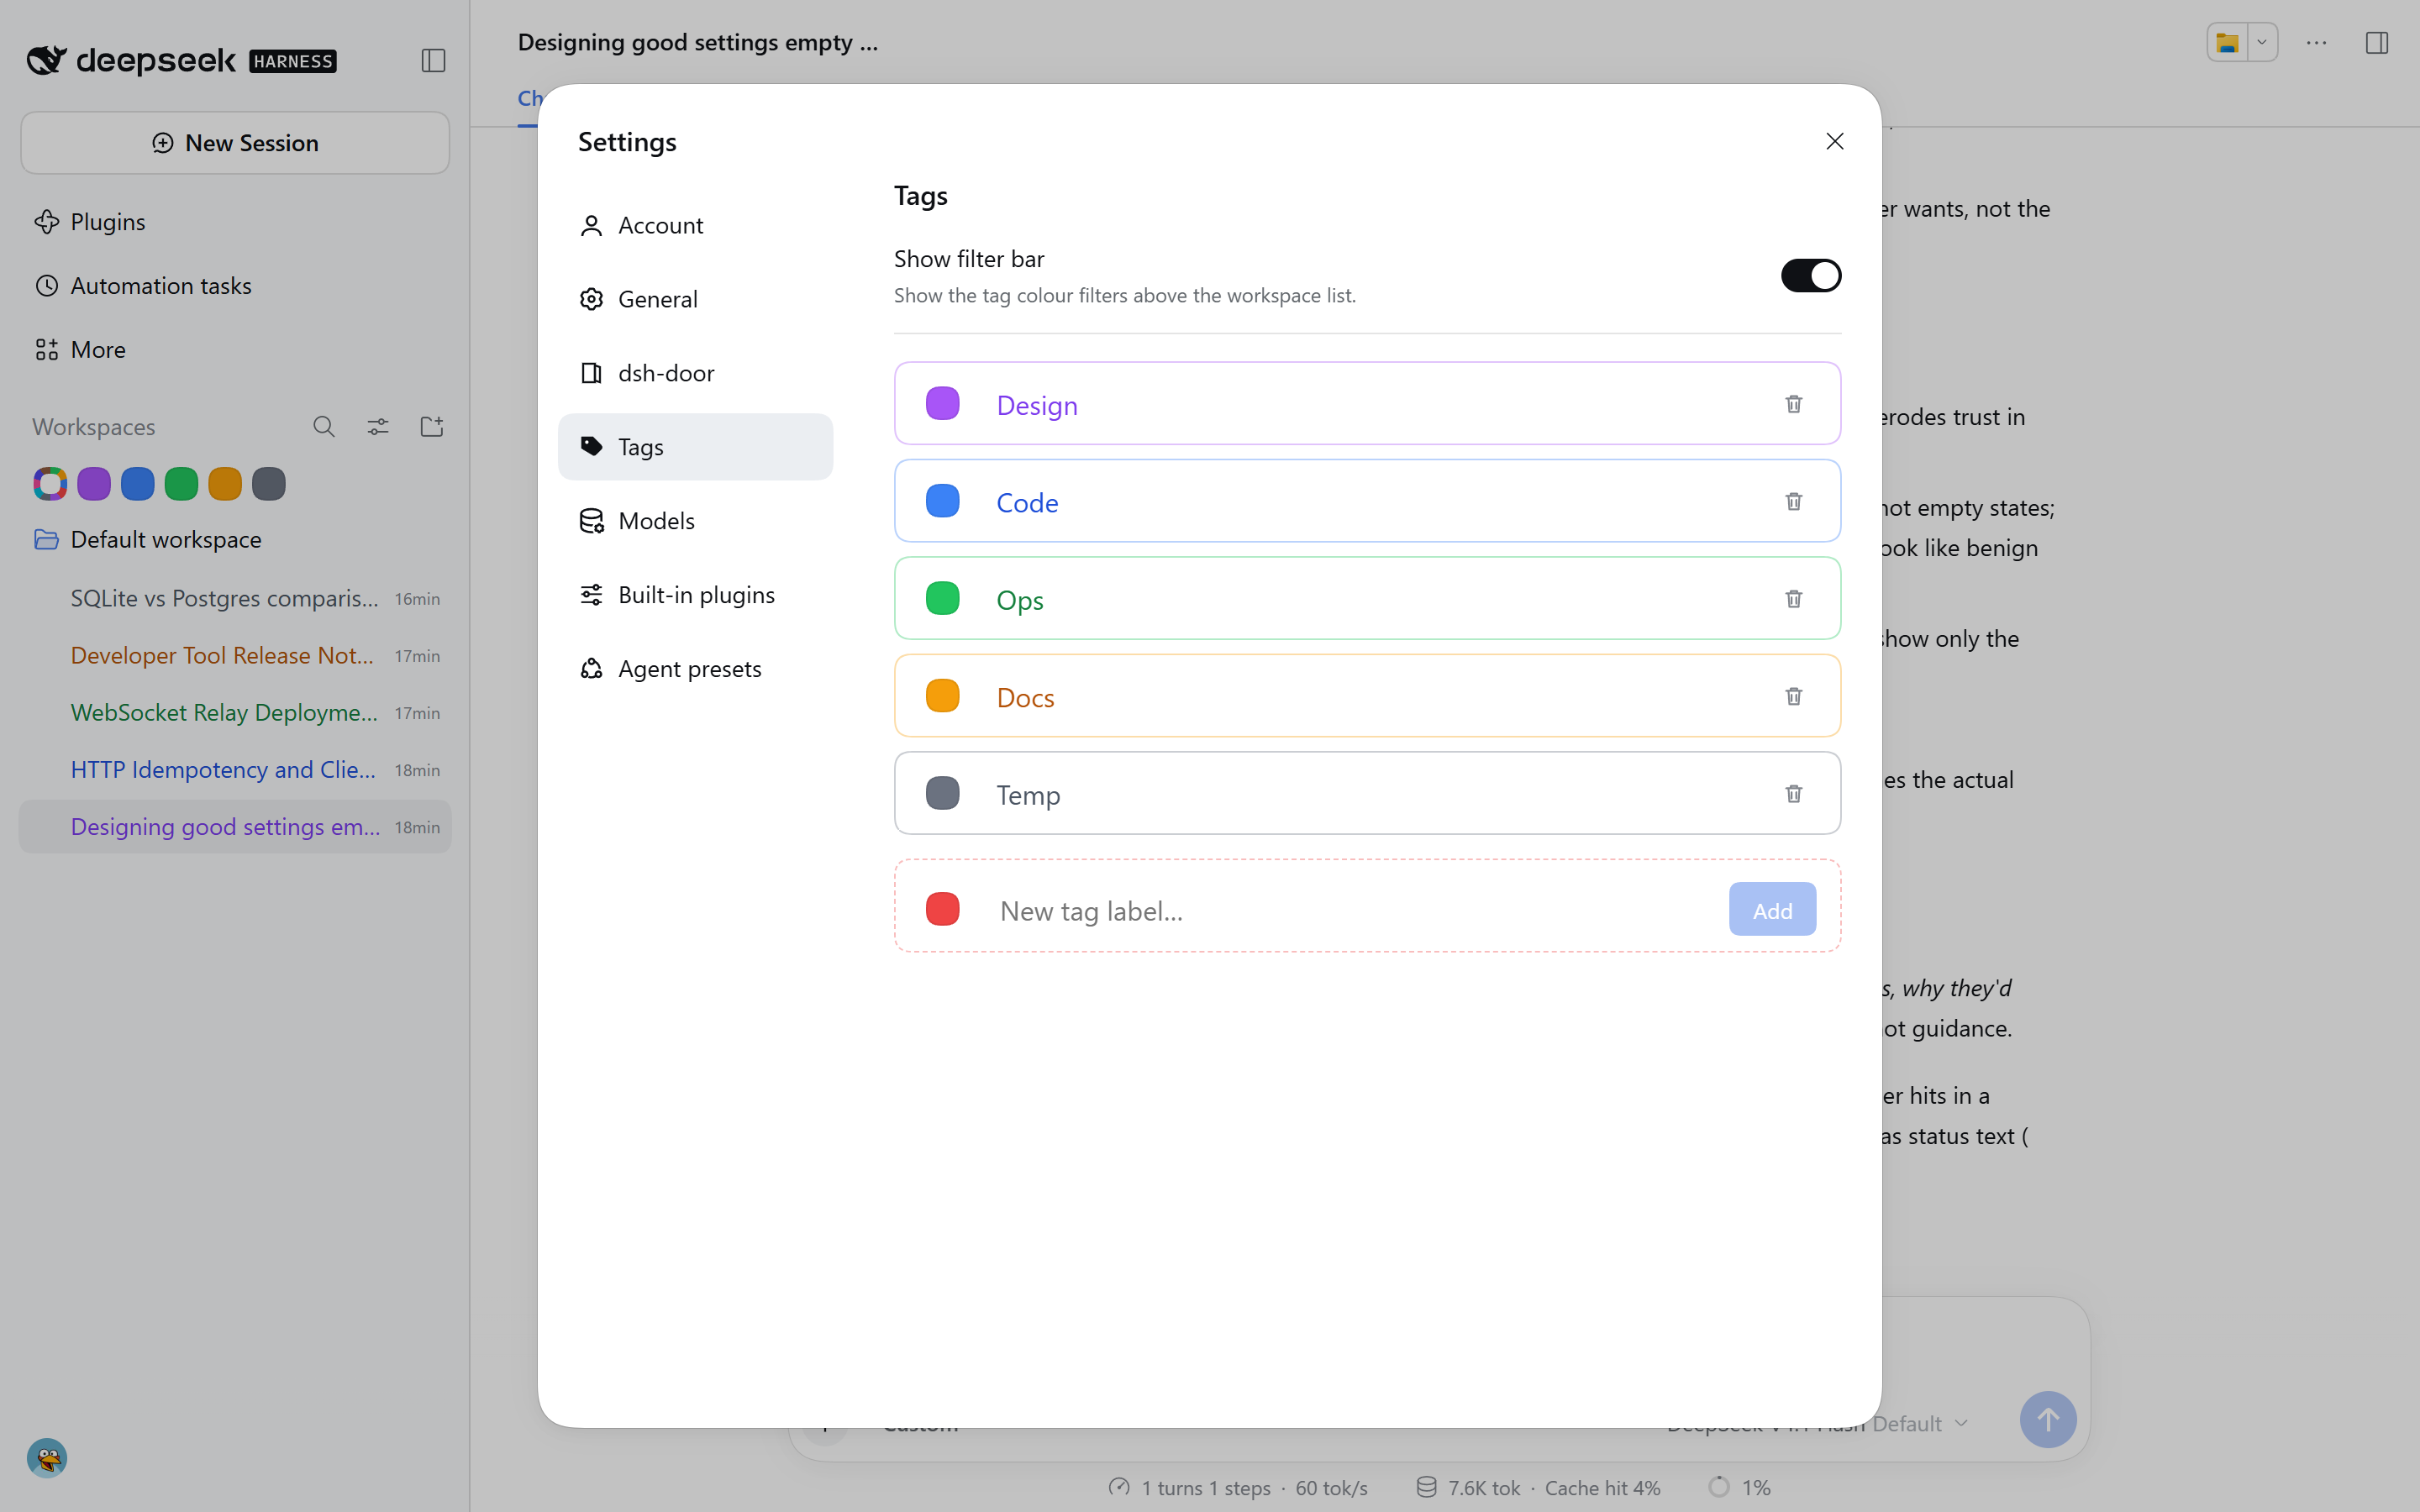 deepseek HARNESS
New Session
Plugins
Automation tasks
More
Workspaces
Default workspace
SQLite vs Postgres comparis... 16min
Developer Tool Release Not... 17min
WebSocket Relay Deployme... 17min
HTTP Idempotency and Clie... 18min
Designing good settings em... 18min
Designing good settings empty ...
Ch
Settings
Account
General
dsh-door
Tags
Models
Built-in plugins
Agent presets
Tags
Show filter bar
Show the tag colour filters above the workspace list.
Design
Code
Ops
Docs
Temp
New tag label...
Add
er wants, not the
erodes trust in
not empty states;
ook like benign
show only the
es the actual
s, why they'd
ot guidance.
er hits in a
as status text (
Default
1 turns 1 steps · 60 tok/s
7.6K tok · Cache hit 4%
1%